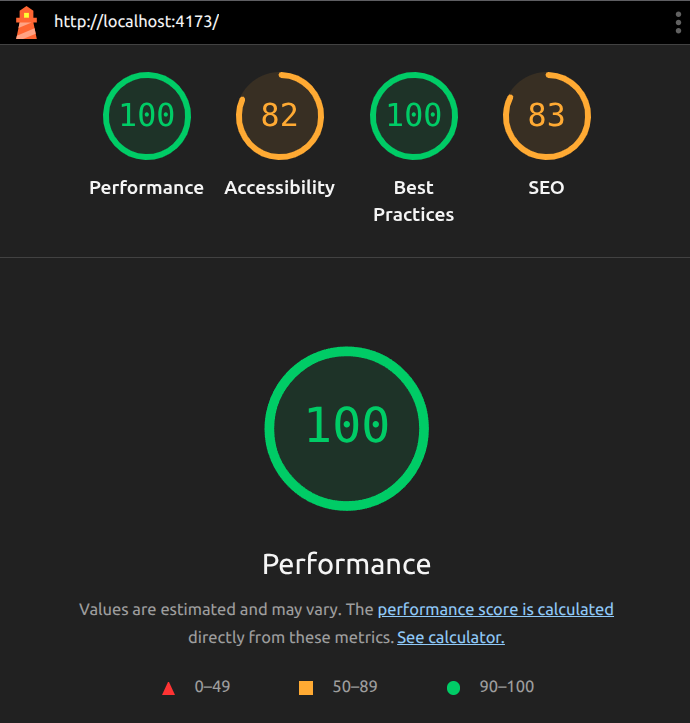 http://localhost:4173/
100
82
100
83
Performance
Accessibility
Best
Practices
SEO
100
Performance
Values are estimated and may vary. The performance score is calculated
directly from these metrics. See calculator.
0–49
50–89
90–100